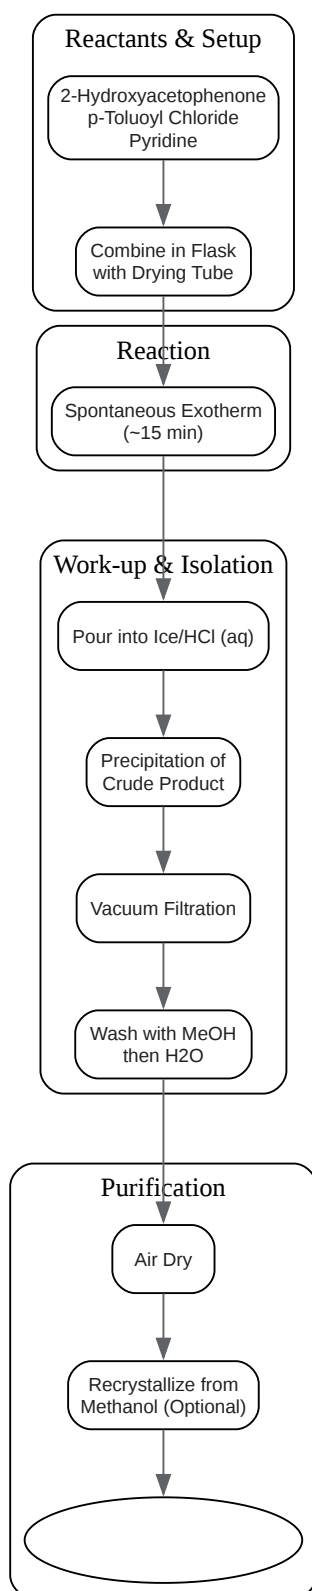 Reactants & Setup
2-Hydroxyacetophenone
p-Toluoyl Chloride
Pyridine
Combine in Flask
with Drying Tube
Reaction
Spontaneous Exotherm
(~15 min)
Work-up & Isolation
Pour into Ice/HCl (aq)
Precipitation of
Crude Product
Vacuum Filtration
Wash with MeOH
then H2O
Purification
Air Dry
Recrystallize from
Methanol (Optional)